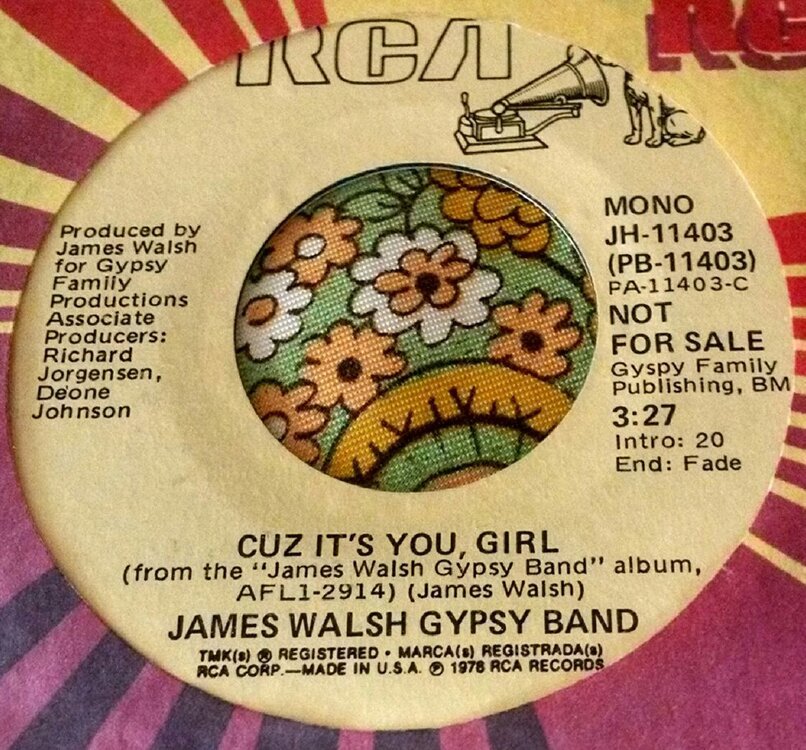 RCA
RC
Produced by
James Walsh
for Gypsy
Family
Productions
Associate
Producers:
Richard
Jorgensen,
De'one
Johnson
MONO
JH-11403
(PB-11403)
PA-11403-C
NOT
FOR SALE
Gyspy Family
Publishing, BM
3:27
Intro: 20
End: Fade
CUZ IT'S YOU, GIRL
(from the "James Walsh Gypsy Band" album,
AFL1-2914) (James Walsh)
JAMES WALSH GYPSY BAND
TMK(s) ® REGISTERED • MARCA(s) REGISTRADA(s)
RCA CORP.—MADE IN U.S.A. ℗ 1978 RCA RECORDS